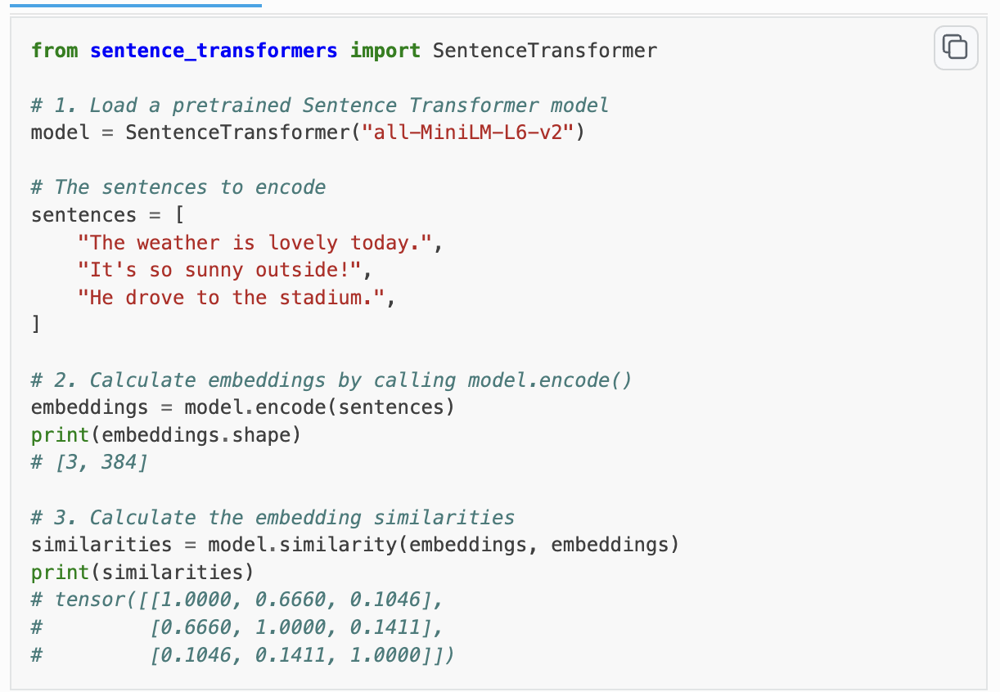 from sentence_transformers import SentenceTransformer
# 1. Load a pretrained Sentence Transformer model
model = SentenceTransformer("all-MiniLM-L6-v2")
# The sentences to encode
sentences = [
    "The weather is lovely today.",
    "It's so sunny outside!",
    "He drove to the stadium.",
]
# 2. Calculate embeddings by calling model.encode()
embeddings = model.encode(sentences)
print(embeddings.shape)
# [3, 384]
# 3. Calculate the embedding similarities
similarities = model.similarity(embeddings, embeddings)
print(similarities)
# tensor([[1.0000, 0.6660, 0.1046],
#         [0.6660, 1.0000, 0.1411],
#         [0.1046, 0.1411, 1.0000]])